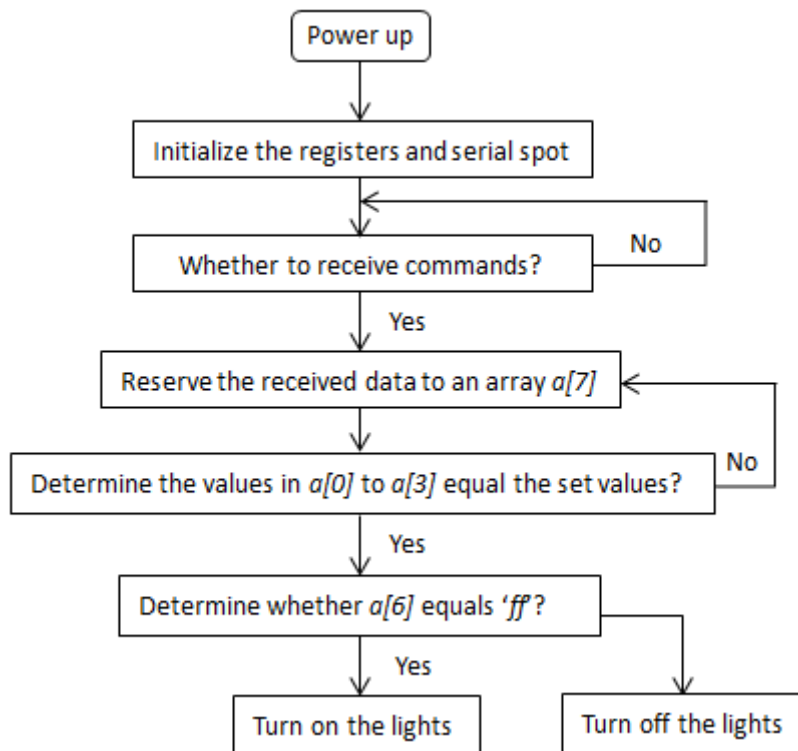 Power up
Initialize the registers and serial spot
No
Whether to receive commands?
Yes
Reserve the received data to an array a[7]
No
Determine the values in a[0] to a[3] equal the set values?
Yes
Determine whether a[6] equals ‘ff’?
Yes
Turn on the lights
Turn off the lights